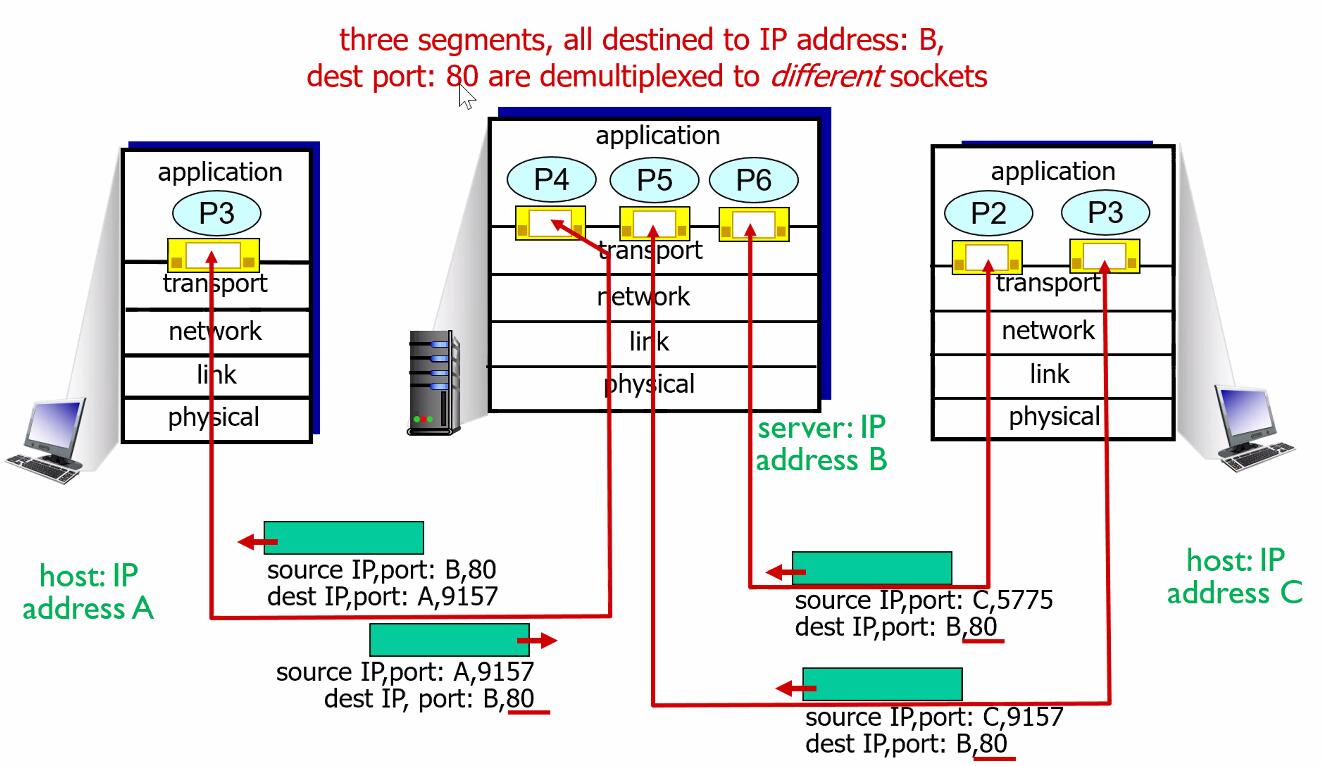 three segments, all destined to IP address: B,
dest port: 80 are demultiplexed to different sockets
application
P3
transport
network
link
physical
host: IP
address A
application
P4 P5 P6
transport
network
link
physical
server: IP
address B
application
P2 P3
transport
network
link
physical
host: IP
address C
source IP,port: B,80
dest IP,port: A,9157
source IP,port: A,9157
dest IP, port: B,80
source IP,port: C,5775
dest IP,port: B,80
source IP,port: C,9157
dest IP,port: B,80